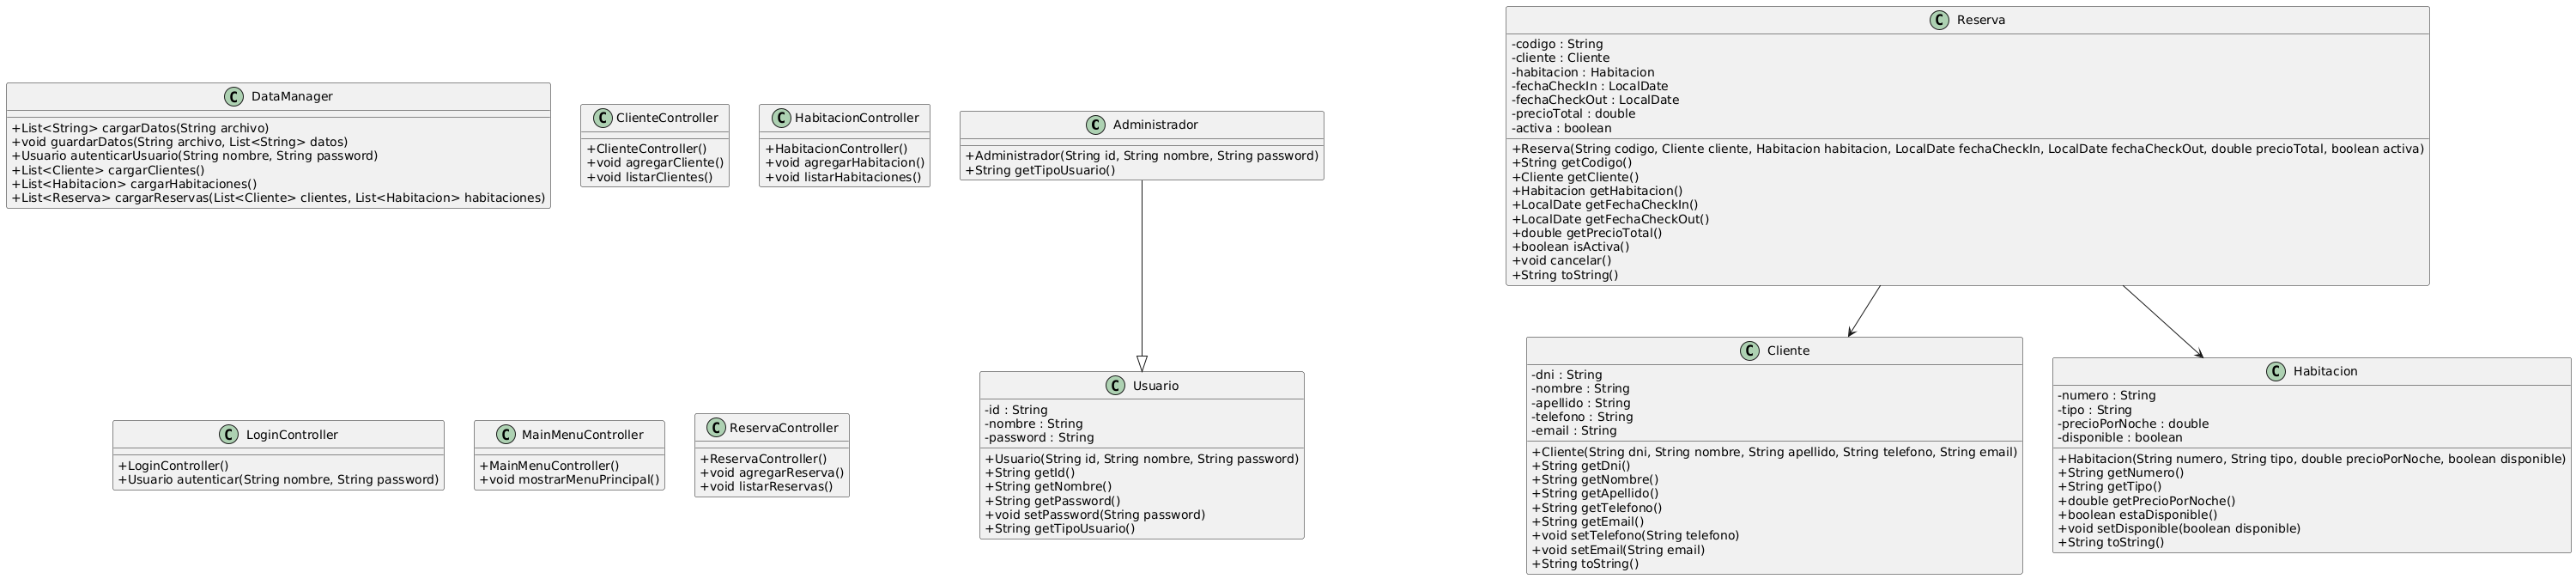 DataManager
+List<String> cargarDatos(String archivo)
+void guardarDatos(String archivo, List<String> datos)
+Usuario autenticarUsuario(String nombre, String password)
+List<Cliente> cargarClientes()
+List<Habitacion> cargarHabitaciones()
+List<Reserva> cargarReservas(List<Cliente> clientes, List<Habitacion> habitaciones)
C ClienteController
+ClienteController()
+void agregarCliente()
+void listarClientes()
C HabitacionController
+HabitacionController()
+void agregarHabitacion()
+void listarHabitaciones()
C Administrador
+Administrador(String id, String nombre, String password)
+String getTipoUsuario()
C Reserva
-codigo : String
-cliente : Cliente
-habitacion : Habitacion
-fechaCheckIn : LocalDate
-fechaCheckOut : LocalDate
-precioTotal : double
-activa : boolean
+Reserva(String codigo, Cliente cliente, Habitacion habitacion, LocalDate fechaCheckIn, LocalDate fechaCheckOut, double precioTotal, boolean activa)
+String getCodigo()
+Cliente getCliente()
+Habitacion getHabitacion()
+LocalDate getFechaCheckIn()
+LocalDate getFechaCheckOut()
+double getPrecioTotal()
+boolean isActiva()
+void cancelar()
+String toString()
C LoginController
+LoginController()
+Usuario autenticar(String nombre, String password)
C MainMenuController
+MainMenuController()
+void mostrarMenuPrincipal()
C ReservaController
+ReservaController()
+void agregarReserva()
+void listarReservas()
C Usuario
-id : String
-nombre : String
-password : String
+Usuario(String id, String nombre, String password)
+String getId()
+String getNombre()
+String getPassword()
+void setPassword(String password)
+String getTipoUsuario()
C Cliente
-dni : String
-nombre : String
-apellido : String
-telefono : String
-email : String
+Cliente(String dni, String nombre, String apellido, String telefono, String email)
+String getDni()
+String getNombre()
+String getApellido()
+String getTelefono()
+String getEmail()
+void setTelefono(String telefono)
+void setEmail(String email)
+String toString()
C Habitacion
-numero : String
-tipo : String
-precioPorNoche : double
-disponible : boolean
+Habitacion(String numero, String tipo, double precioPorNoche, boolean disponible)
+String getNumero()
+String getTipo()
+double getPrecioPorNoche()
+boolean estaDisponible()
+void setDisponible(boolean disponible)
+String toString()